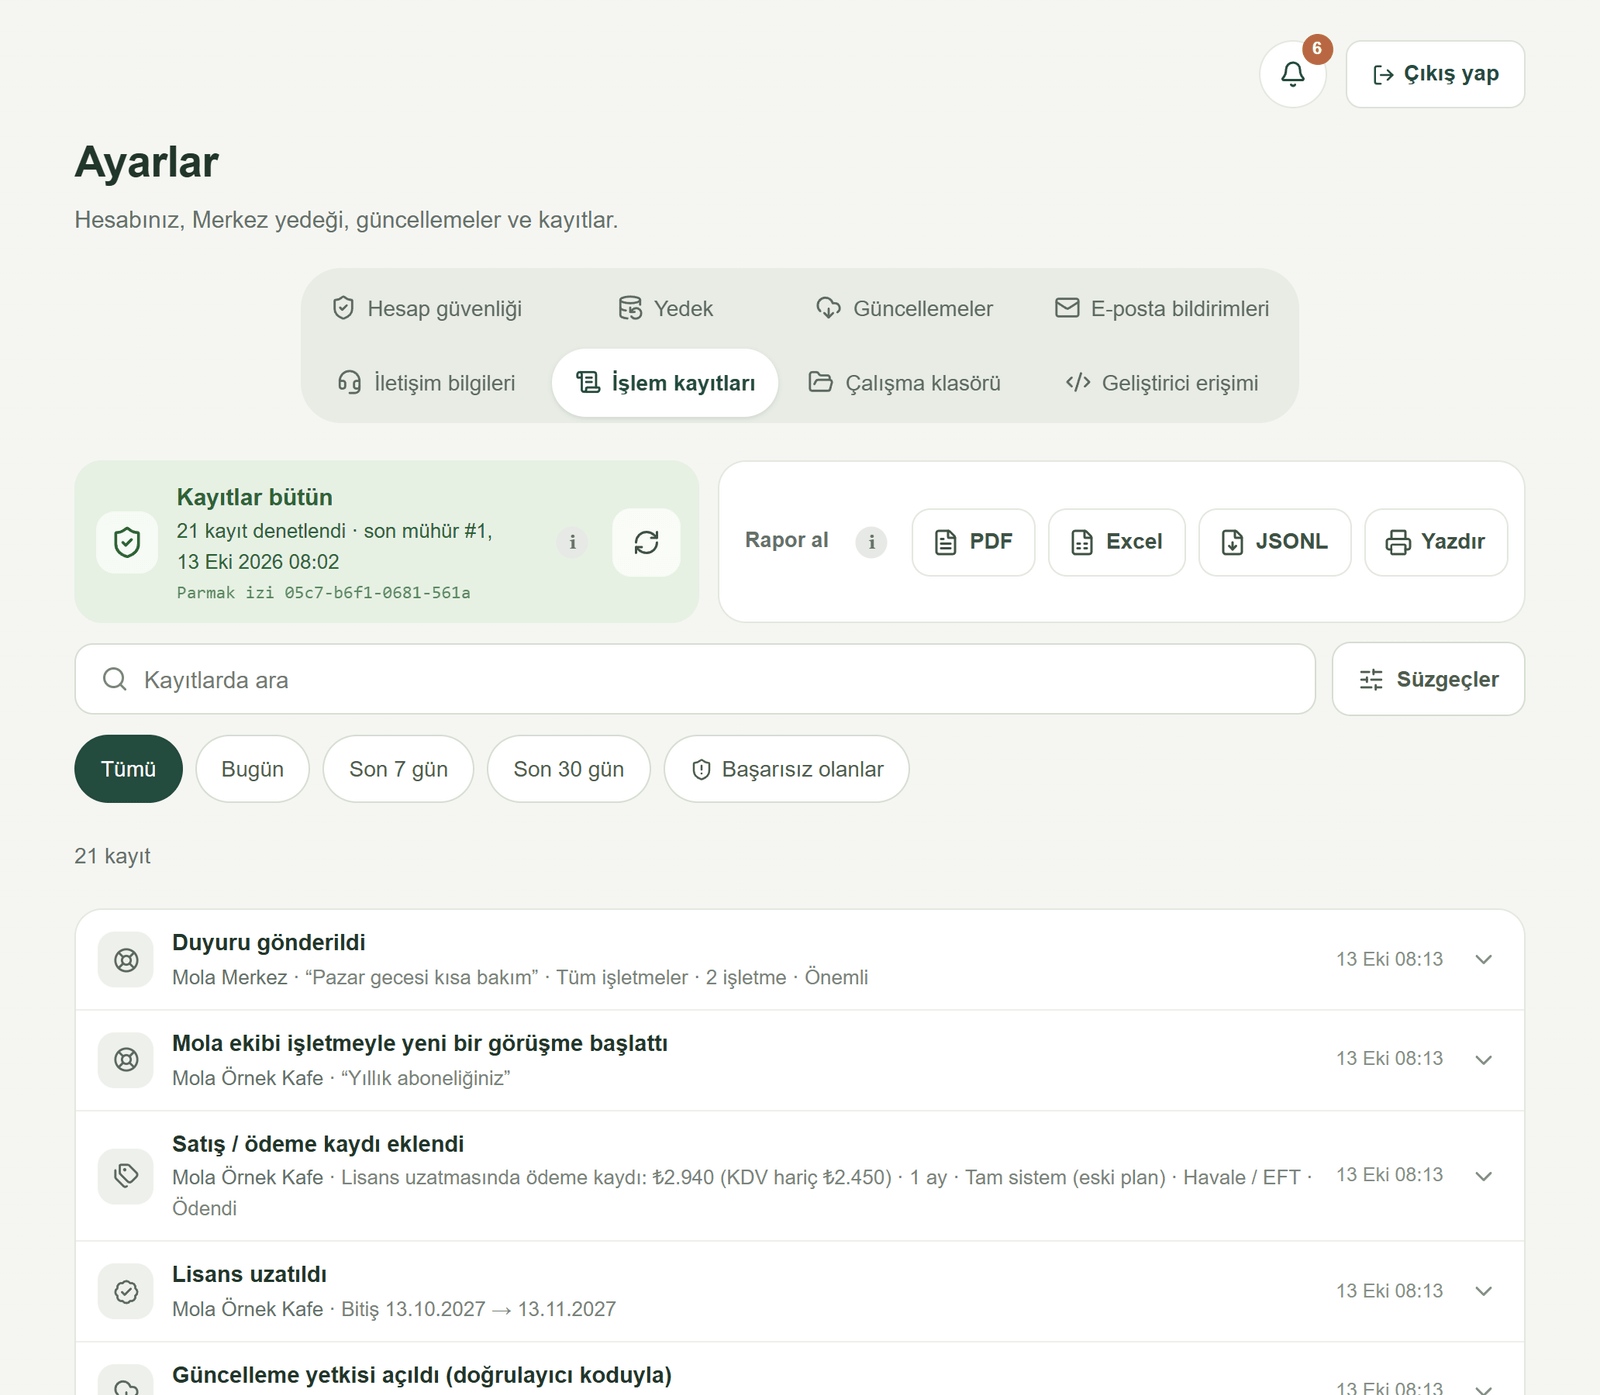 6
Çıkış yap
Ayarlar
Hesabınız, Merkez yedeği, güncellemeler ve kayıtlar.
Hesap güvenliği
Yedek
Güncellemeler
E-posta bildirimleri
İletişim bilgileri
İşlem kayıtları
Çalışma klasörü
Geliştirici erişimi
Kayıtlar bütün
21 kayıt denetlendi · son mühür #1,
13 Eki 2026 08:02
Parmak izi 05c7-b6f1-0681-561a
i
Rapor al
i
PDF
Excel
JSONL
Yazdır
Kayıtlarda ara
Süzgeçler
Tümü
Bugün
Son 7 gün
Son 30 gün
Başarısız olanlar
21 kayıt
Duyuru gönderildi
Mola Merkez · “Pazar gecesi kısa bakım” · Tüm işletmeler · 2 işletme · Önemli
13 Eki 08:13
Mola ekibi işletmeyle yeni bir görüşme başlattı
Mola Örnek Kafe · “Yıllık aboneliğiniz”
13 Eki 08:13
Satış / ödeme kaydı eklendi
Mola Örnek Kafe · Lisans uzatmasında ödeme kaydı: ₺2.940 (KDV hariç ₺2.450) · 1 ay · Tam sistem (eski plan) · Havale / EFT ·
Ödendi
13 Eki 08:13
Lisans uzatıldı
Mola Örnek Kafe · Bitiş 13.10.2027 → 13.11.2027
13 Eki 08:13
Güncelleme yetkisi açıldı (doğrulayıcı koduyla)
13 Eki 08:13